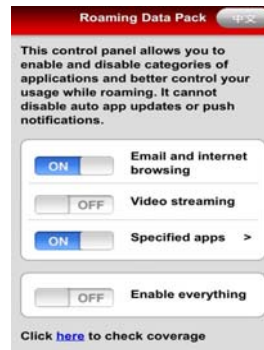 Roaming Data Pack 中文
This control panel allows you to
enable and disable categories of
applications and better control your
usage while roaming. It cannot
disable auto app updates or push
notifications.
ON Email and internet
browsing
OFF Video streaming
ON Specified apps >
OFF Enable everything
Click here to check coverage